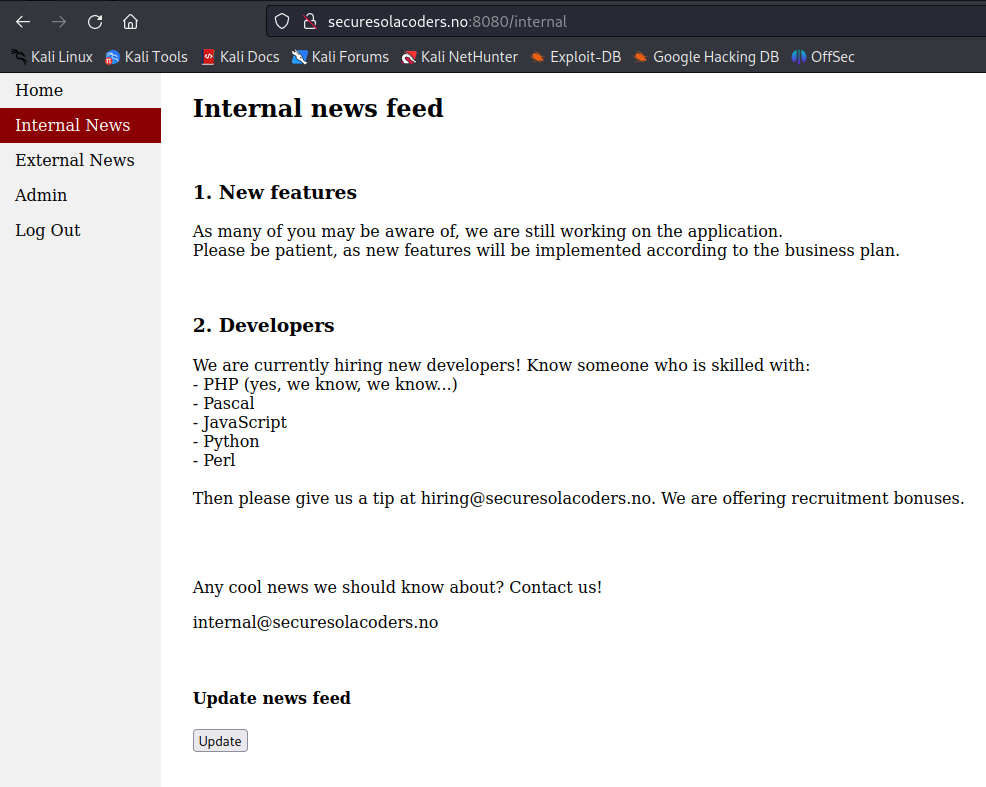 securesolacoders.no:8080/internal
Kali Linux Kali Tools Kali Docs Kali Forums Kali NetHunter Exploit-DB Google Hacking DB OffSec
Home
Internal News
External News
Admin
Log Out
Internal news feed
1. New features
As many of you may be aware of, we are still working on the application.
Please be patient, as new features will be implemented according to the business plan.
2. Developers
We are currently hiring new developers! Know someone who is skilled with:
- PHP (yes, we know, we know...)
- Pascal
- JavaScript
- Python
- Perl
Then please give us a tip at hiring@securesolacoders.no. We are offering recruitment bonuses.
Any cool news we should know about? Contact us!
internal@securesolacoders.no
Update news feed
Update